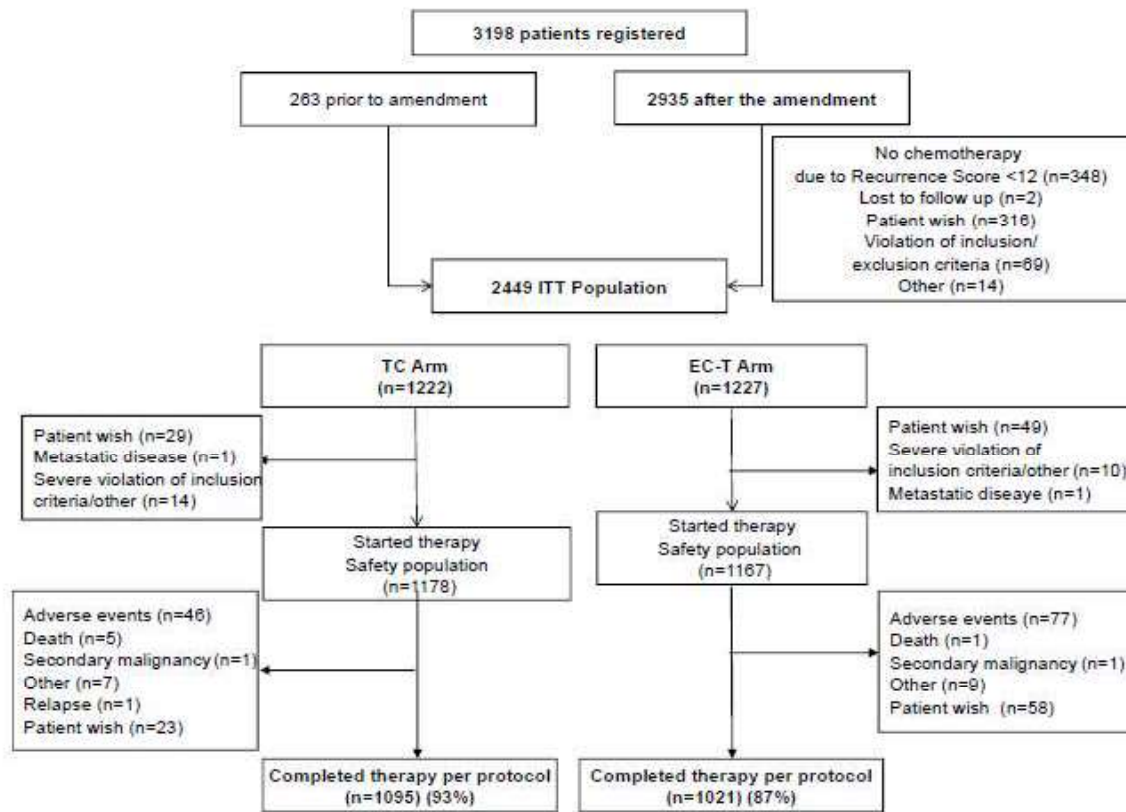 3198 patients registered
263 prior to amendment
2935 after the amendment
No chemotherapy
due to Recurrence Score <12 (n=348)
Lost to follow up (n=2)
Patient wish (n=316)
Violation of inclusion/
exclusion criteria (n=69)
Other (n=14)
2449 ITT Population
TC Arm
(n=1222)
EC-T Arm
(n=1227)
Patient wish (n=29)
Metastatic disease (n=1)
Severe violation of inclusion
criteria/other (n=14)
Patient wish (n=49)
Severe violation of
inclusion criteria/other (n=10)
Metastatic diseaye (n=1)
Started therapy
Safety population
(n=1178)
Started therapy
Safety population
(n=1167)
Adverse events (n=46)
Death (n=5)
Secondary malignancy (n=1)
Other (n=7)
Relapse (n=1)
Patient wish (n=23)
Adverse events (n=77)
Death (n=1)
Secondary malignancy (n=1)
Other (n=9)
Patient wish (n=58)
Completed therapy per protocol
(n=1095) (93%)
Completed therapy per protocol
(n=1021) (87%)